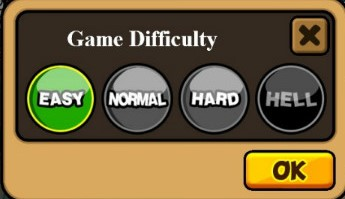 Game Difficulty
EASY NORMAL HARD HELL
OK